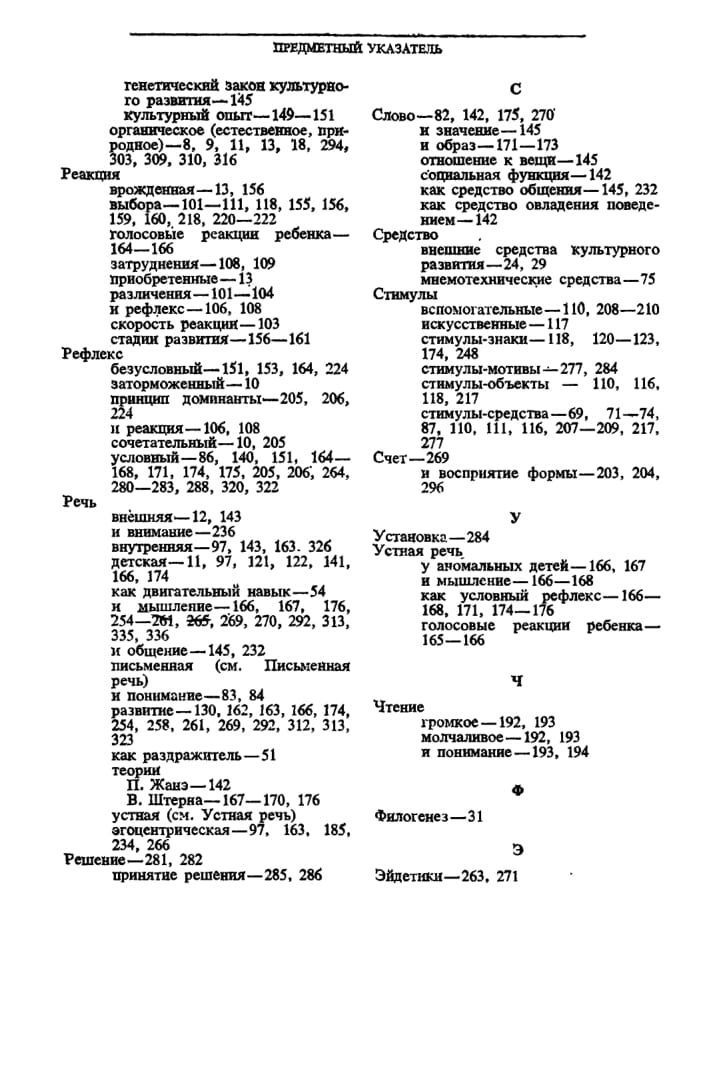 ПРЕДМЕТНЫЙ УКАЗАТЕЛЬ
генетический закон культурно-
го развития—145
культурный опыт—149—151
органическое (естественное, при-
родное)—8, 9, 11, 13, 18, 294,
303, 309, 310, 316
Реакция
врожденная—13, 156
выбора—101—111, 118, 155, 156,
159, 160, 218, 220—222
голосовые реакции ребенка—
164—166
затруднения—108, 109
приобретенные—13
различения—101—104
и рефлекс—106, 108
скорость реакции—103
стадии развития—156—161
Рефлекс
безусловный—151, 153, 164, 224
заторможенный—10
принцип доминанты—205, 206,
224
и реакция—106, 108
сочетательный—10, 205
условный—86, 140, 151, 164—
168, 171, 174, 175, 205, 206, 264,
280—283, 288, 320, 322
Речь
внешняя—12, 143
и внимание—236
внутренняя—97, 143, 163. 326
детская—11, 97, 121, 122, 141,
166, 174
как двигательный навык—54
и мышление—166, 167, 176,
254—261, 265, 269, 270, 292, 313,
335, 336
и общение—145, 232
письменная (см. Письменная
речь)
и понимание—83, 84
развитие—130, 162, 163, 166, 174,
254, 258, 261, 269, 292, 312, 313,
323
как раздражитель—51
теории
П. Жанэ—142
В. Штерна—167—170, 176
устная (см. Устная речь)
эгоцентрическая—97, 163, 185,
234, 266
Решение—281, 282
принятие решения—285, 286
С
Слово—82, 142, 175, 270
и значение—145
и образ—171—173
отношение к вещи—145
социальная функция—142
как средство общения—145, 232
как средство овладения поведе-
нием—142
Средство
внешние средства культурного
развития—24, 29
мнемотехнические средства—75
Стимулы
вспомогательные—110, 208—210
искусственные—117
стимулы-знаки—118, 120—123,
174, 248
стимулы-мотивы—277, 284
стимулы-объекты — 110, 116,
118, 217
стимулы-средства—69, 71—74,
87, 110, 111, 116, 207—209, 217,
277
Счет—269
и восприятие формы—203, 204,
296
У
Установка—284
Устная речь
у аномальных детей—166, 167
и мышление—166—168
как условный рефлекс—166—
168, 171, 174—176
голосовые реакции ребенка—
165—166
Ч
Чтение
громкое—192, 193
молчаливое—192, 193
и понимание—193, 194
Ф
Филогенез—31
Э
Эйдетики—263, 271